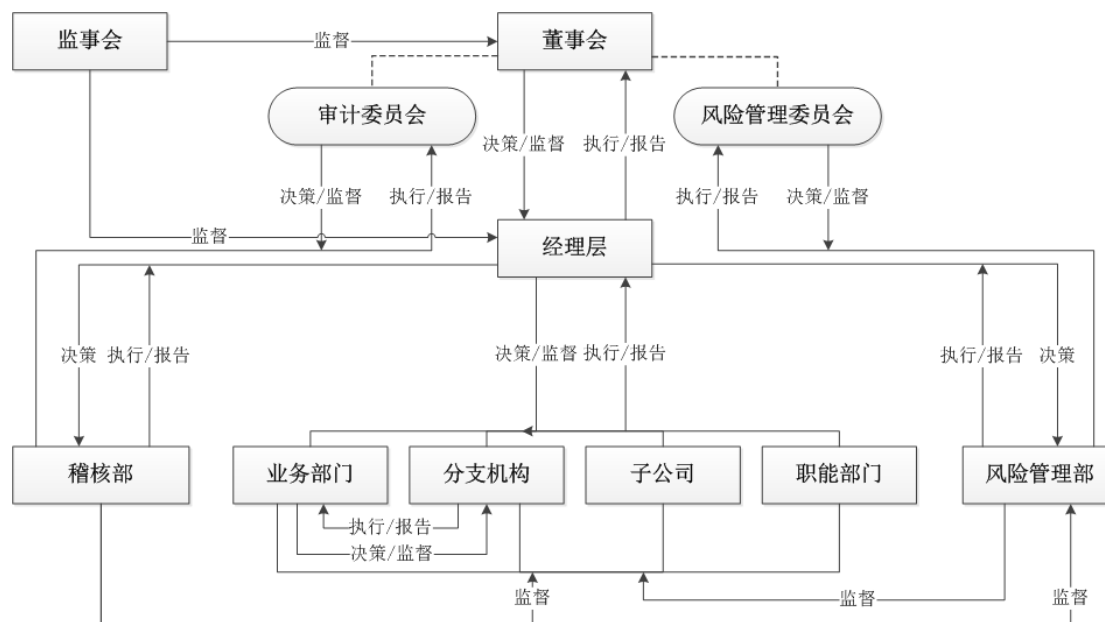 监事会
监督
董事会
审计委员会
风险管理委员会
决策/监督
执行/报告
决策/监督
执行/报告
执行/报告
决策/监督
监督
经理层
决策
执行/报告
决策/监督
执行/报告
执行/报告
决策
稽核部
业务部门
分支机构
子公司
职能部门
风险管理部
执行/报告
决策/监督
监督
监督
监督